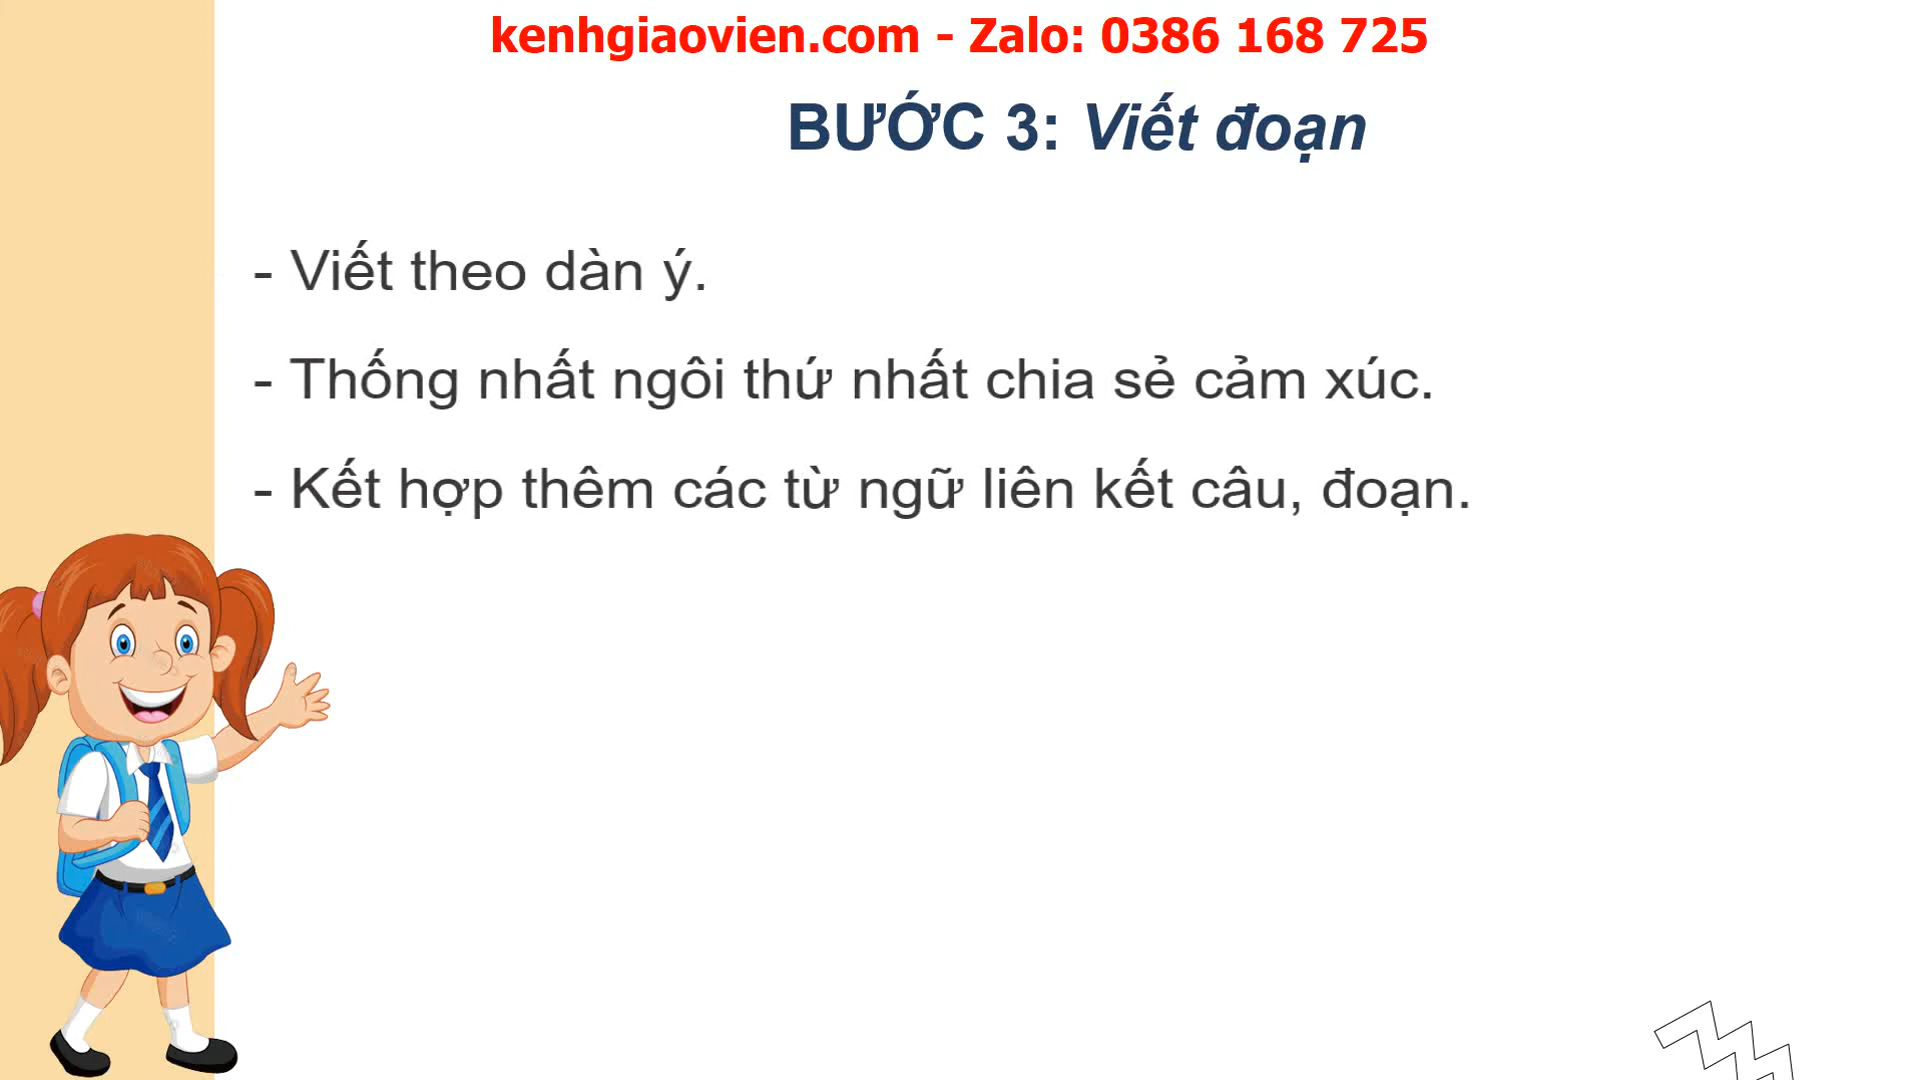 kenhgiaovien.com - Zalo: 0386 168 725
BƯỚC 3: Viết đoạn
- Viết theo dàn ý.
- Thống nhất ngôi thứ nhất chia sẻ cảm xúc.
- Kết hợp thêm các từ ngữ liên kết câu, đoạn.